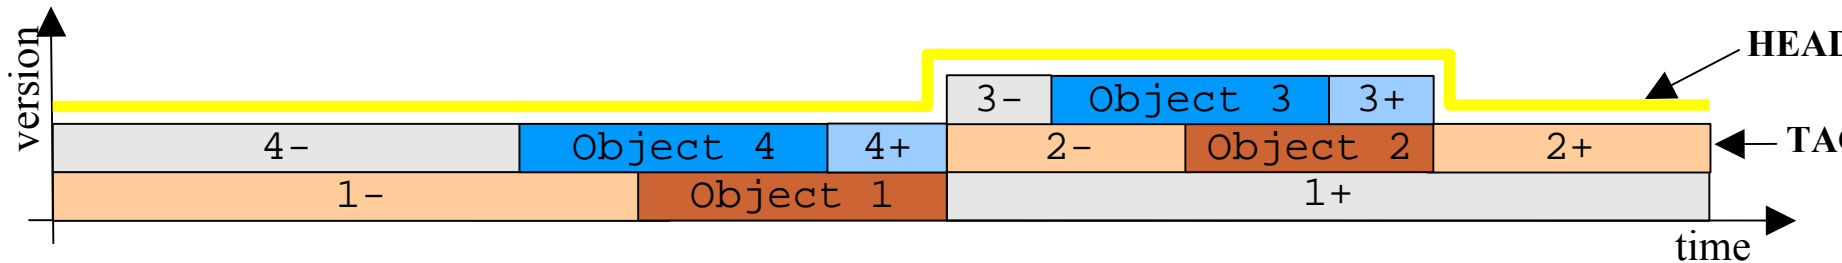 version
HEAD
3- Object 3 3+
4- Object 4 4+ 2- Object 2 2+
TAG
1- Object 1 1+
time